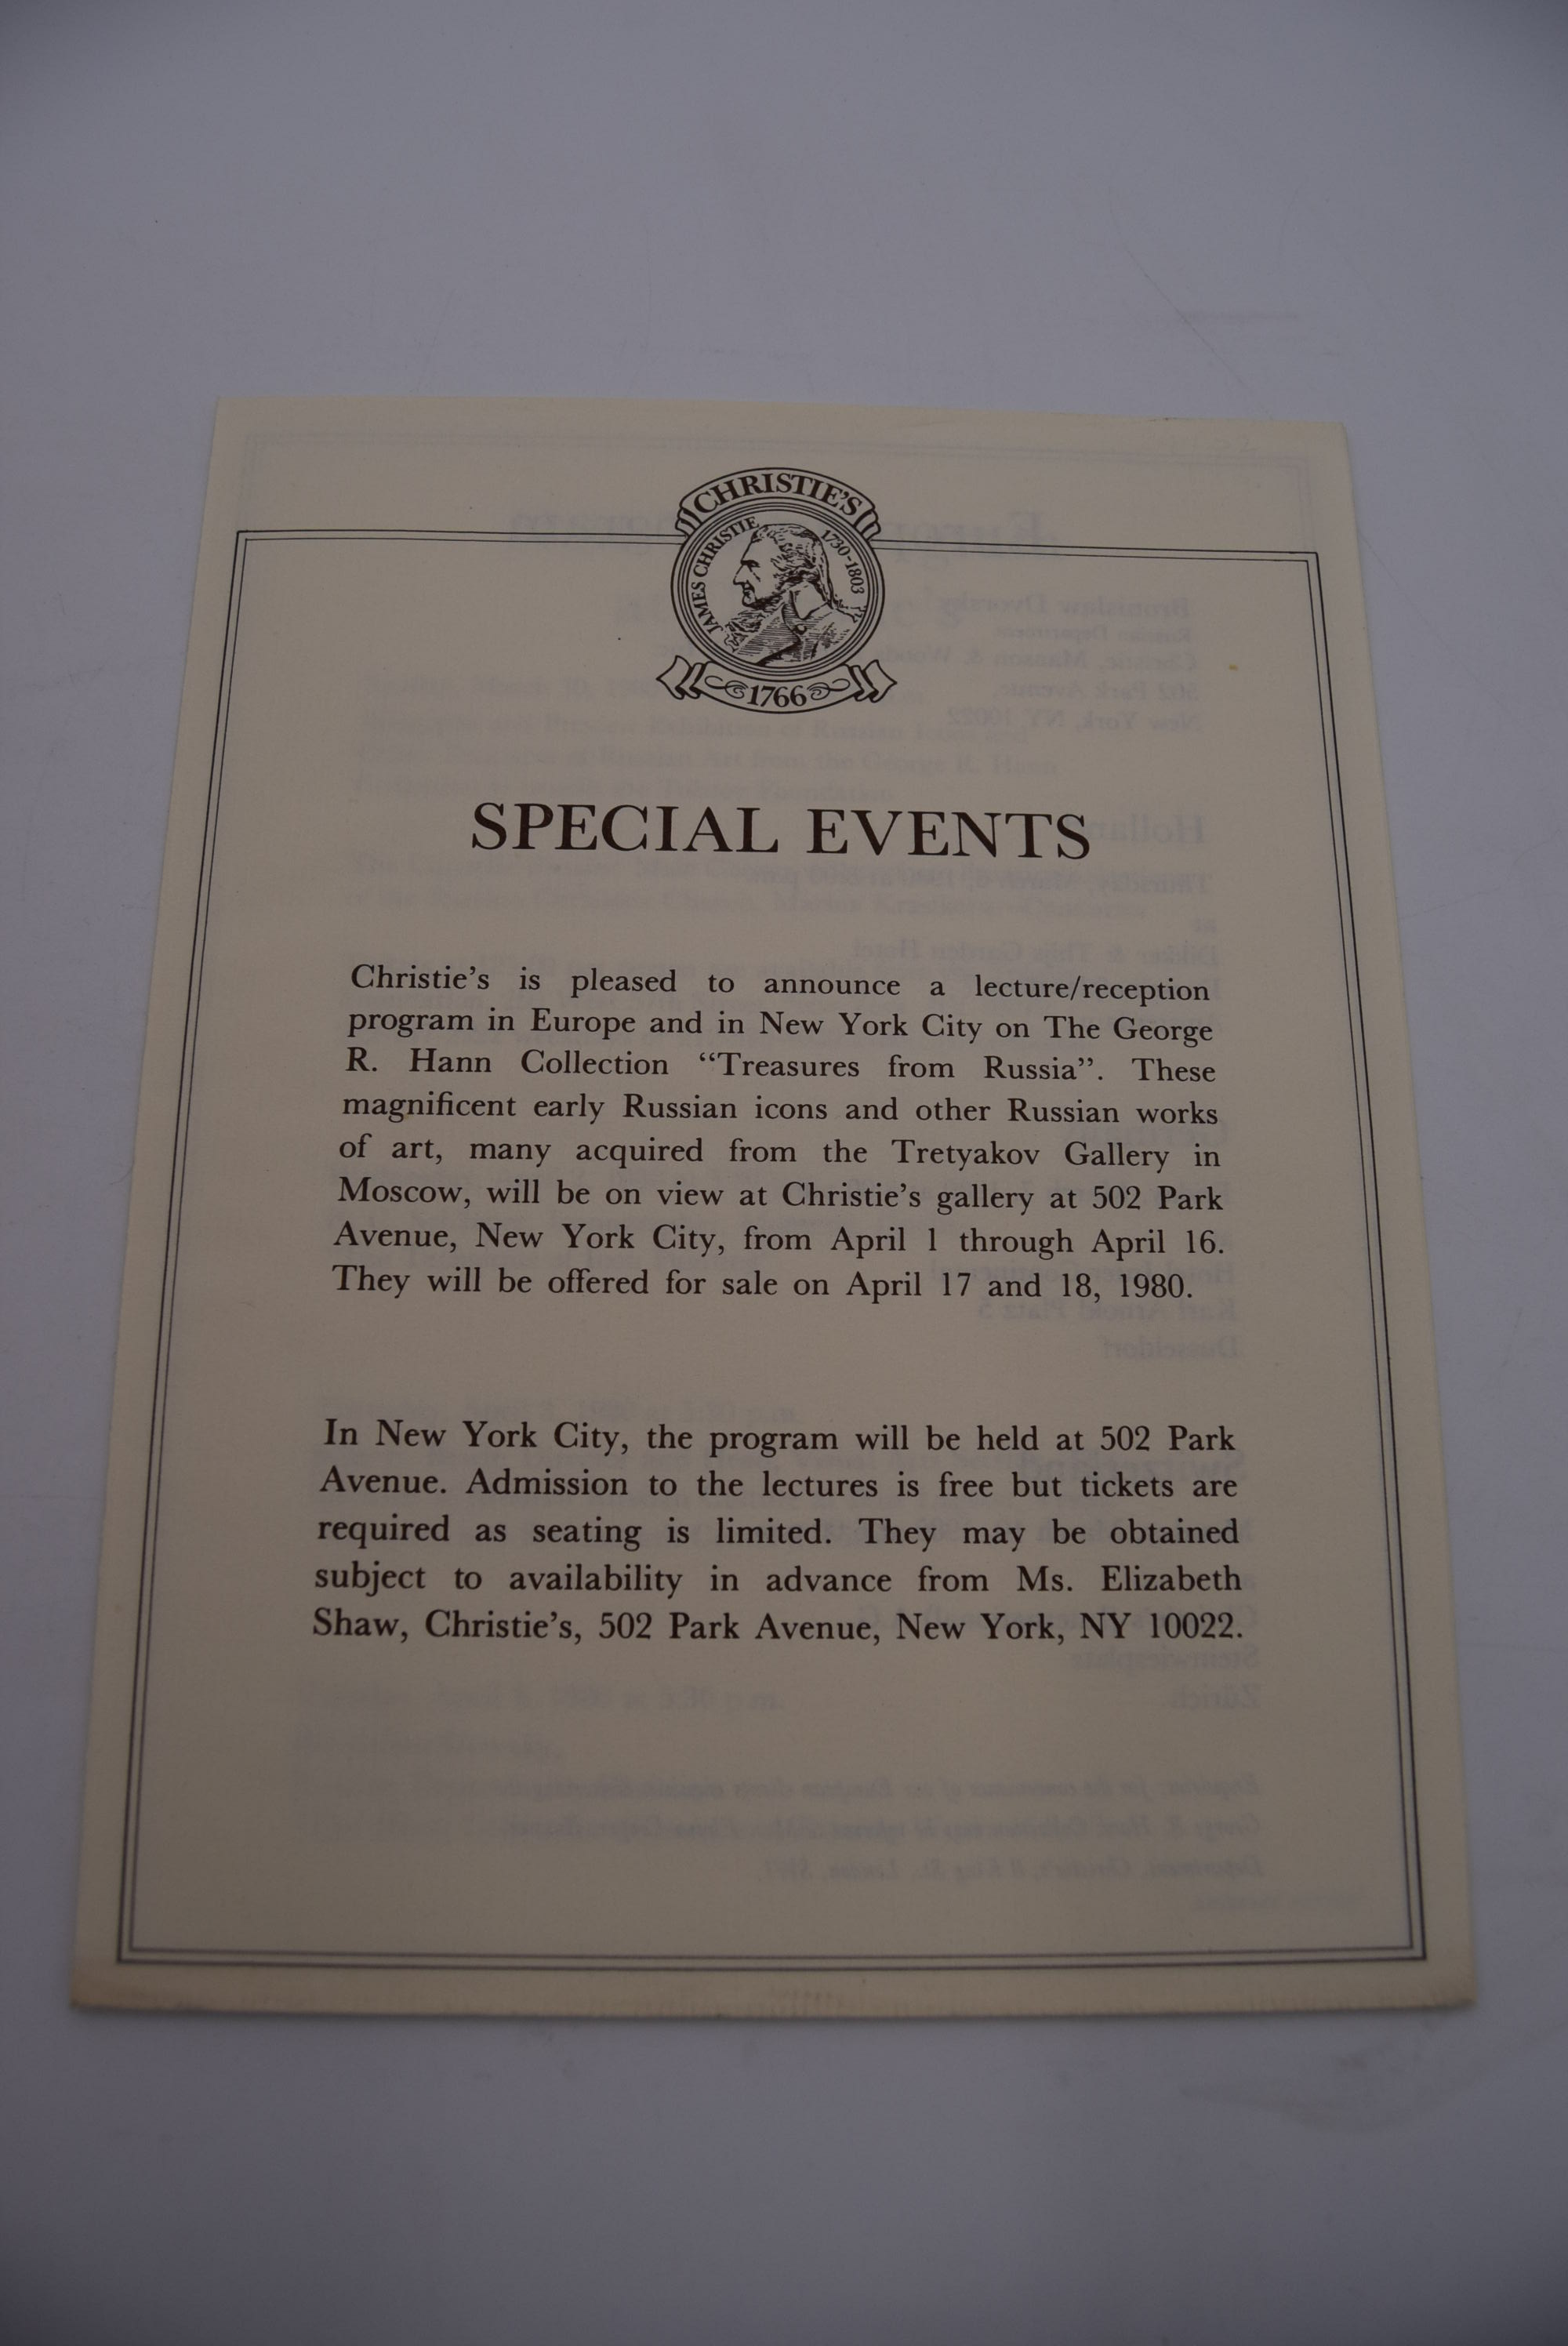 CHRISTIE'S
JAMES CHRISTIE 1730-1803
1766
SPECIAL EVENTS
Christie's is pleased to announce a lecture/reception
program in Europe and in New York City on The George
R. Hann Collection “Treasures from Russia”. These
magnificent early Russian icons and other Russian works
of art, many acquired from the Tretyakov Gallery in
Moscow, will be on view at Christie's gallery at 502 Park
Avenue, New York City, from April 1 through April 16.
They will be offered for sale on April 17 and 18, 1980.
In New York City, the program will be held at 502 Park
Avenue. Admission to the lectures is free but tickets are
required as seating is limited. They may be obtained
subject to availability in advance from Ms. Elizabeth
Shaw, Christie's, 502 Park Avenue, New York, NY 10022.